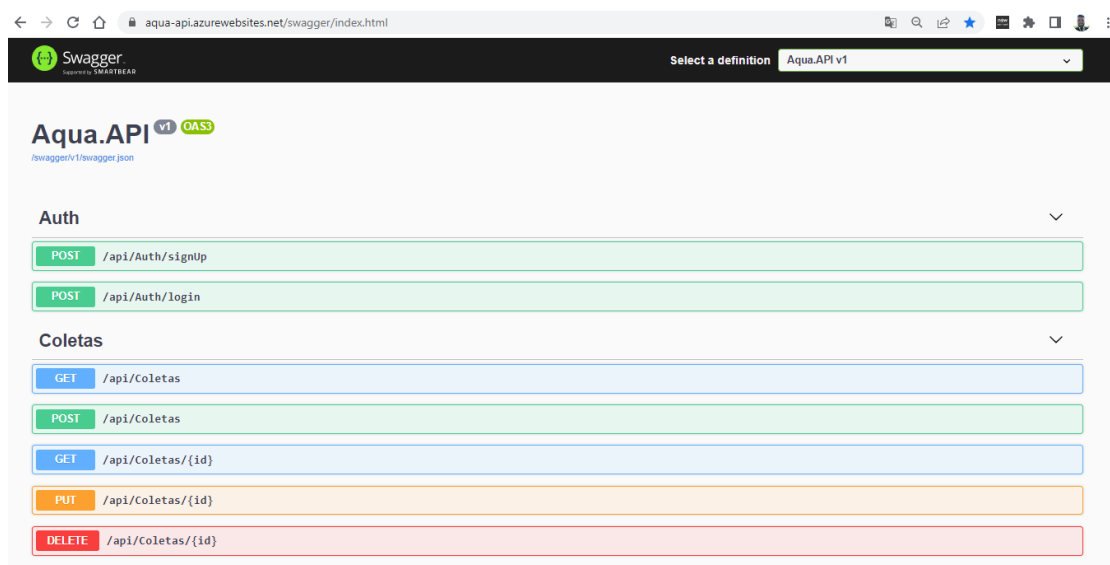 aqua-api.azurewebsites.net/swagger/index.html
Swagger.
Supported by SMARTBEAR
Select a definition Aqua.API v1
Aqua.API v1 OAS3
/swagger/v1/swagger.json
Auth
POST /api/Auth/signUp
POST /api/Auth/login
Coletas
GET /api/Coletas
POST /api/Coletas
GET /api/Coletas/{id}
PUT /api/Coletas/{id}
DELETE /api/Coletas/{id}